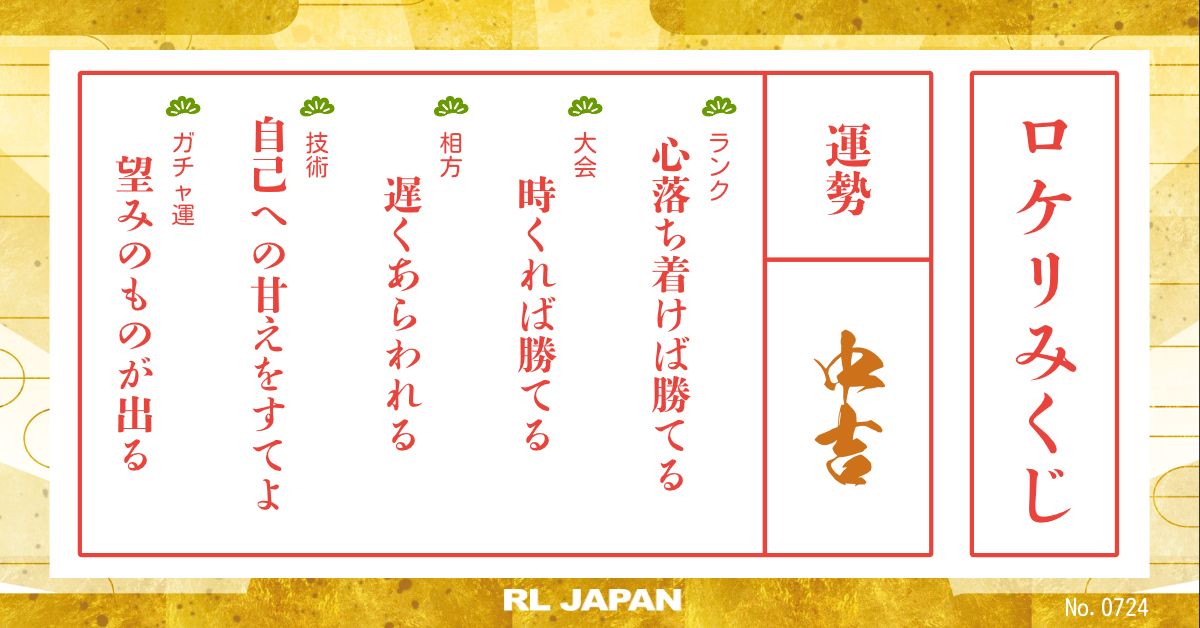 ロケリみくじ
運勢
中吉
ランク
心落ち着けば勝てる
大会
時くれば勝てる
相方
遅くあらわれる
技術
自己への甘えをすてよ
ガチャ運
望みのものが出る
RL JAPAN
No. 0724